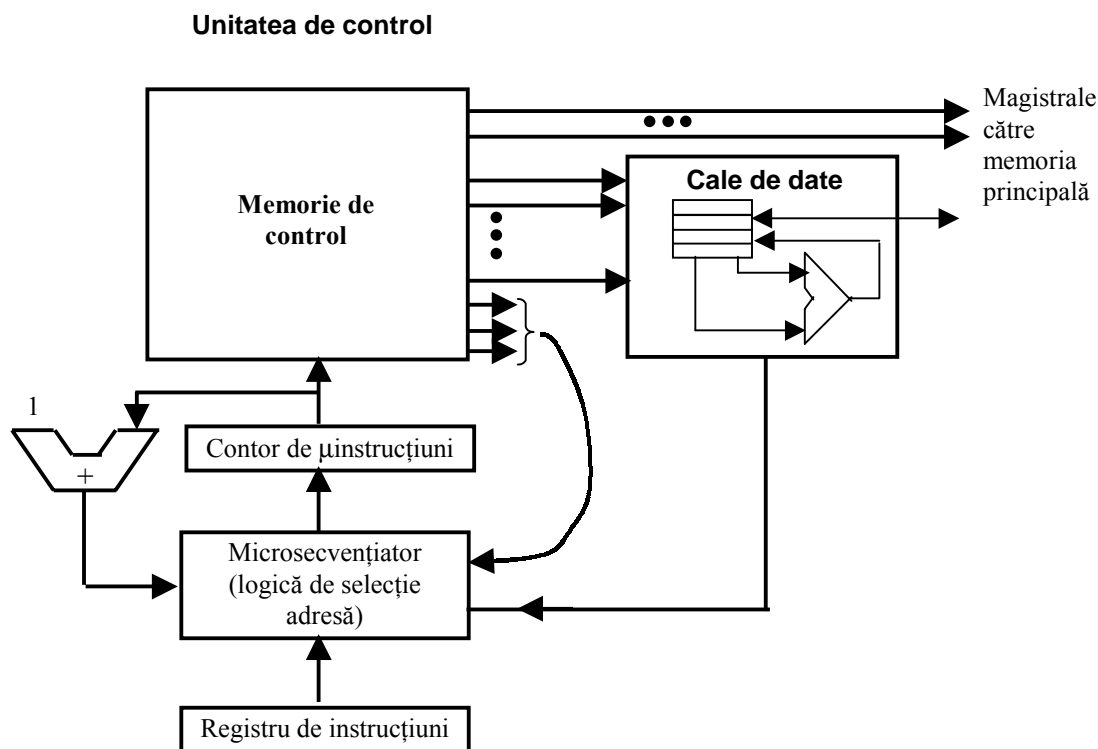 Unitatea de control
Magistrale
către
memoria
principală
Cale de date
Memorie de
control
1
Contor de μinstrucțiuni
+
Microsecvențiator
(logică de selecție
adresă)
Registru de instrucțiuni